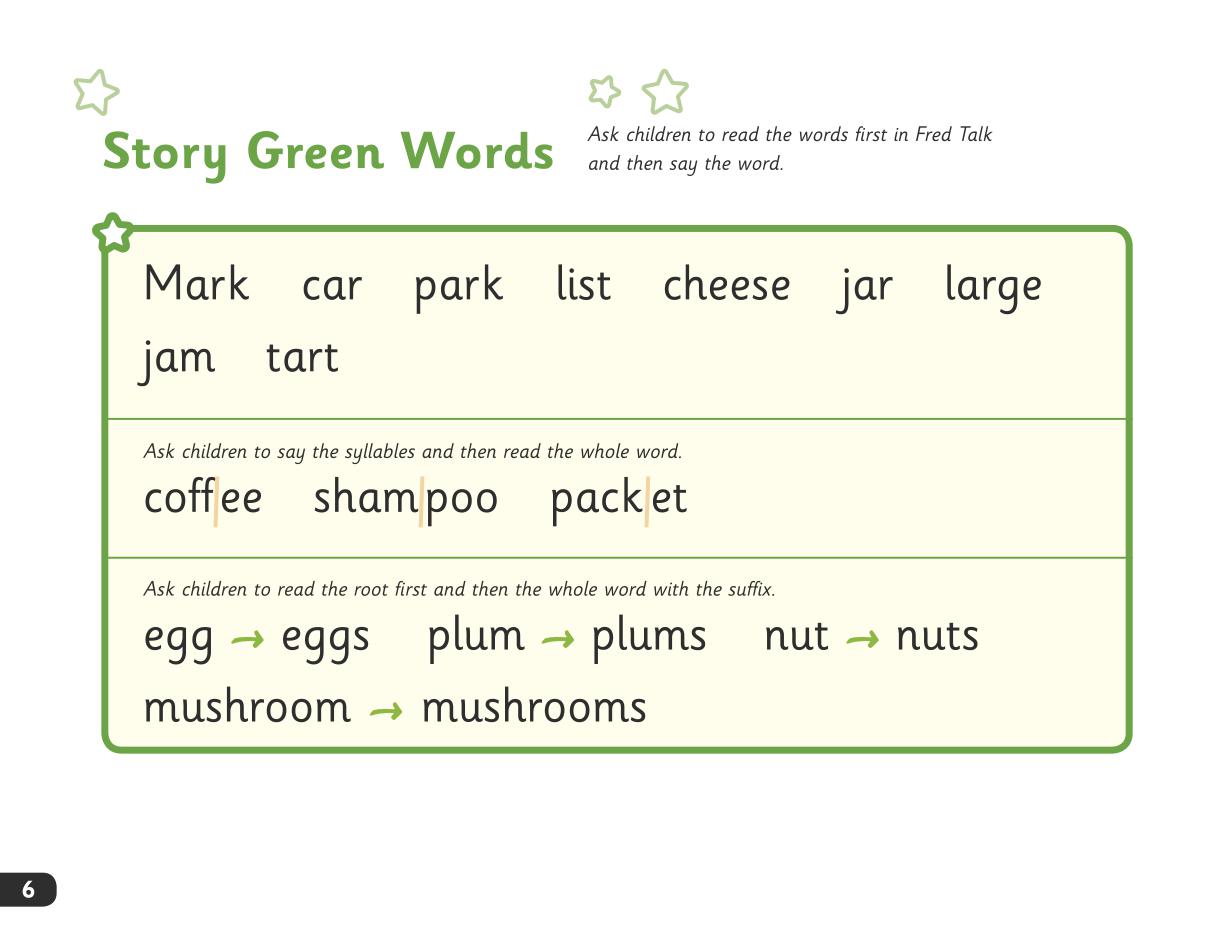 Story Green Words
Ask children to read the words first in Fred Talk
and then say the word.
Mark car park list cheese jar large
jam tart
Ask children to say the syllables and then read the whole word.
coff|ee sham|poo pack|et
Ask children to read the root first and then the whole word with the suffix.
egg → eggs plum → plums nut → nuts
mushroom → mushrooms
6